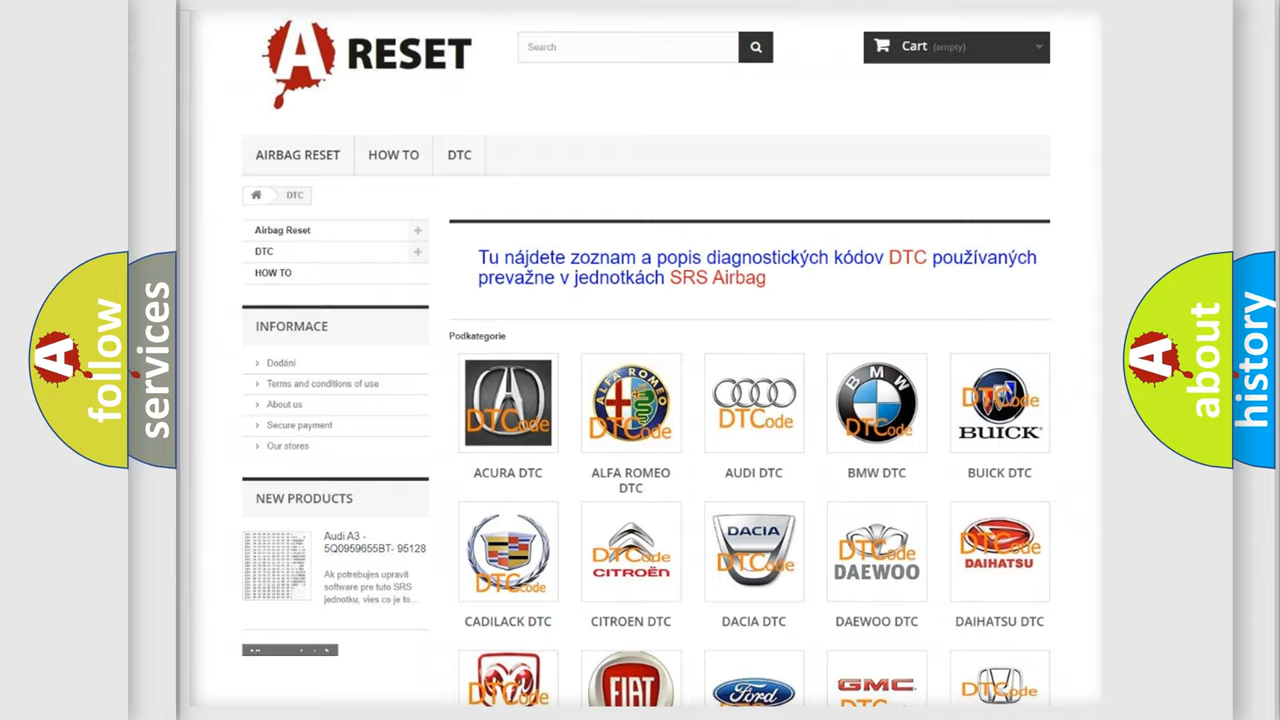 A RESET
Search
Cart (empty)
AIRBAG RESET
HOW TO
DTC
DTC
Airbag Reset
DTC
HOW TO
INFORMACE
Dodání
Terms and conditions of use
About us
Secure payment
Our stores
NEW PRODUCTS
Audi A3 -
5Q0959655BT- 95128
Ak potrebujes upravit
software pre tuto SRS
jednotku, vies co je to...
Tu nájdete zoznam a popis diagnostických kódov DTC používaných
prevažne v jednotkách SRS Airbag
Podkategorie
DTCode
ALFA ROMEO
DTCode
DTCode
BMW
DTCode
DTCode
BUICK
ACURA DTC
ALFA ROMEO
DTC
AUDI DTC
BMW DTC
BUICK DTC
DTCode
DTCode
CITROËN
DACIA
DTCode
DTCode
DAEWOO
DTCode
DAIHATSU
CADILACK DTC
CITROEN DTC
DACIA DTC
DAEWOO DTC
DAIHATSU DTC
DTCode
FIAT
Ford
GMC
DTCode
A follow
services
A about
history